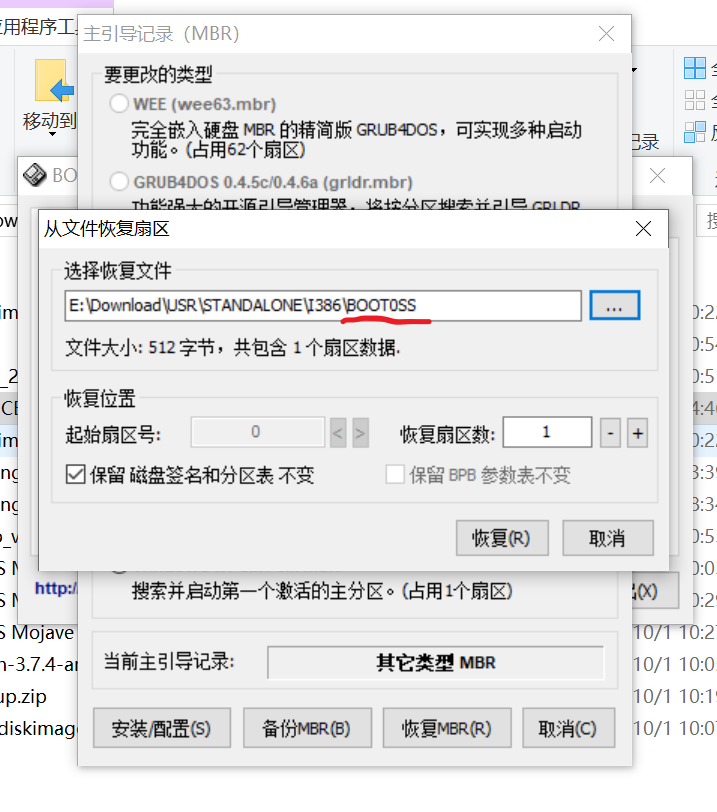 应用程序工具
主引导记录（MBR）
要更改的类型
WEE (wee63.mbr)
完全嵌入硬盘 MBR 的精简版 GRUB4DOS，可实现多种启动
功能。(占用62个扇区)
GRUB4DOS 0.4.5c/0.4.6a (grldr.mbr)
功能强大的开源引导管理器，将按分区搜索并引导 GRLDR
移动到
记录
BO
从文件恢复扇区
选择恢复文件
E:\Download\USR\STANDALONE\I386\BOOT0SS
...
文件大小: 512 字节，共包含 1 个扇区数据.
恢复位置
起始扇区号: 0 < > 恢复扇区数: 1 - +
保留 磁盘签名和分区表 不变
保留 BPB 参数表不变
恢复(R) 取消
http:/
搜索并启动第一个激活的主分区。(占用1个扇区)
(X)
S Mojave
10/1 10:27
当前主引导记录: 其它类型 MBR
n-3.7.4-a
10/1 10:0
up.zip
10/1 10:19
diskimag
10/1 10:07
安装/配置(S) 备份MBR(B) 恢复MBR(R) 取消(C)